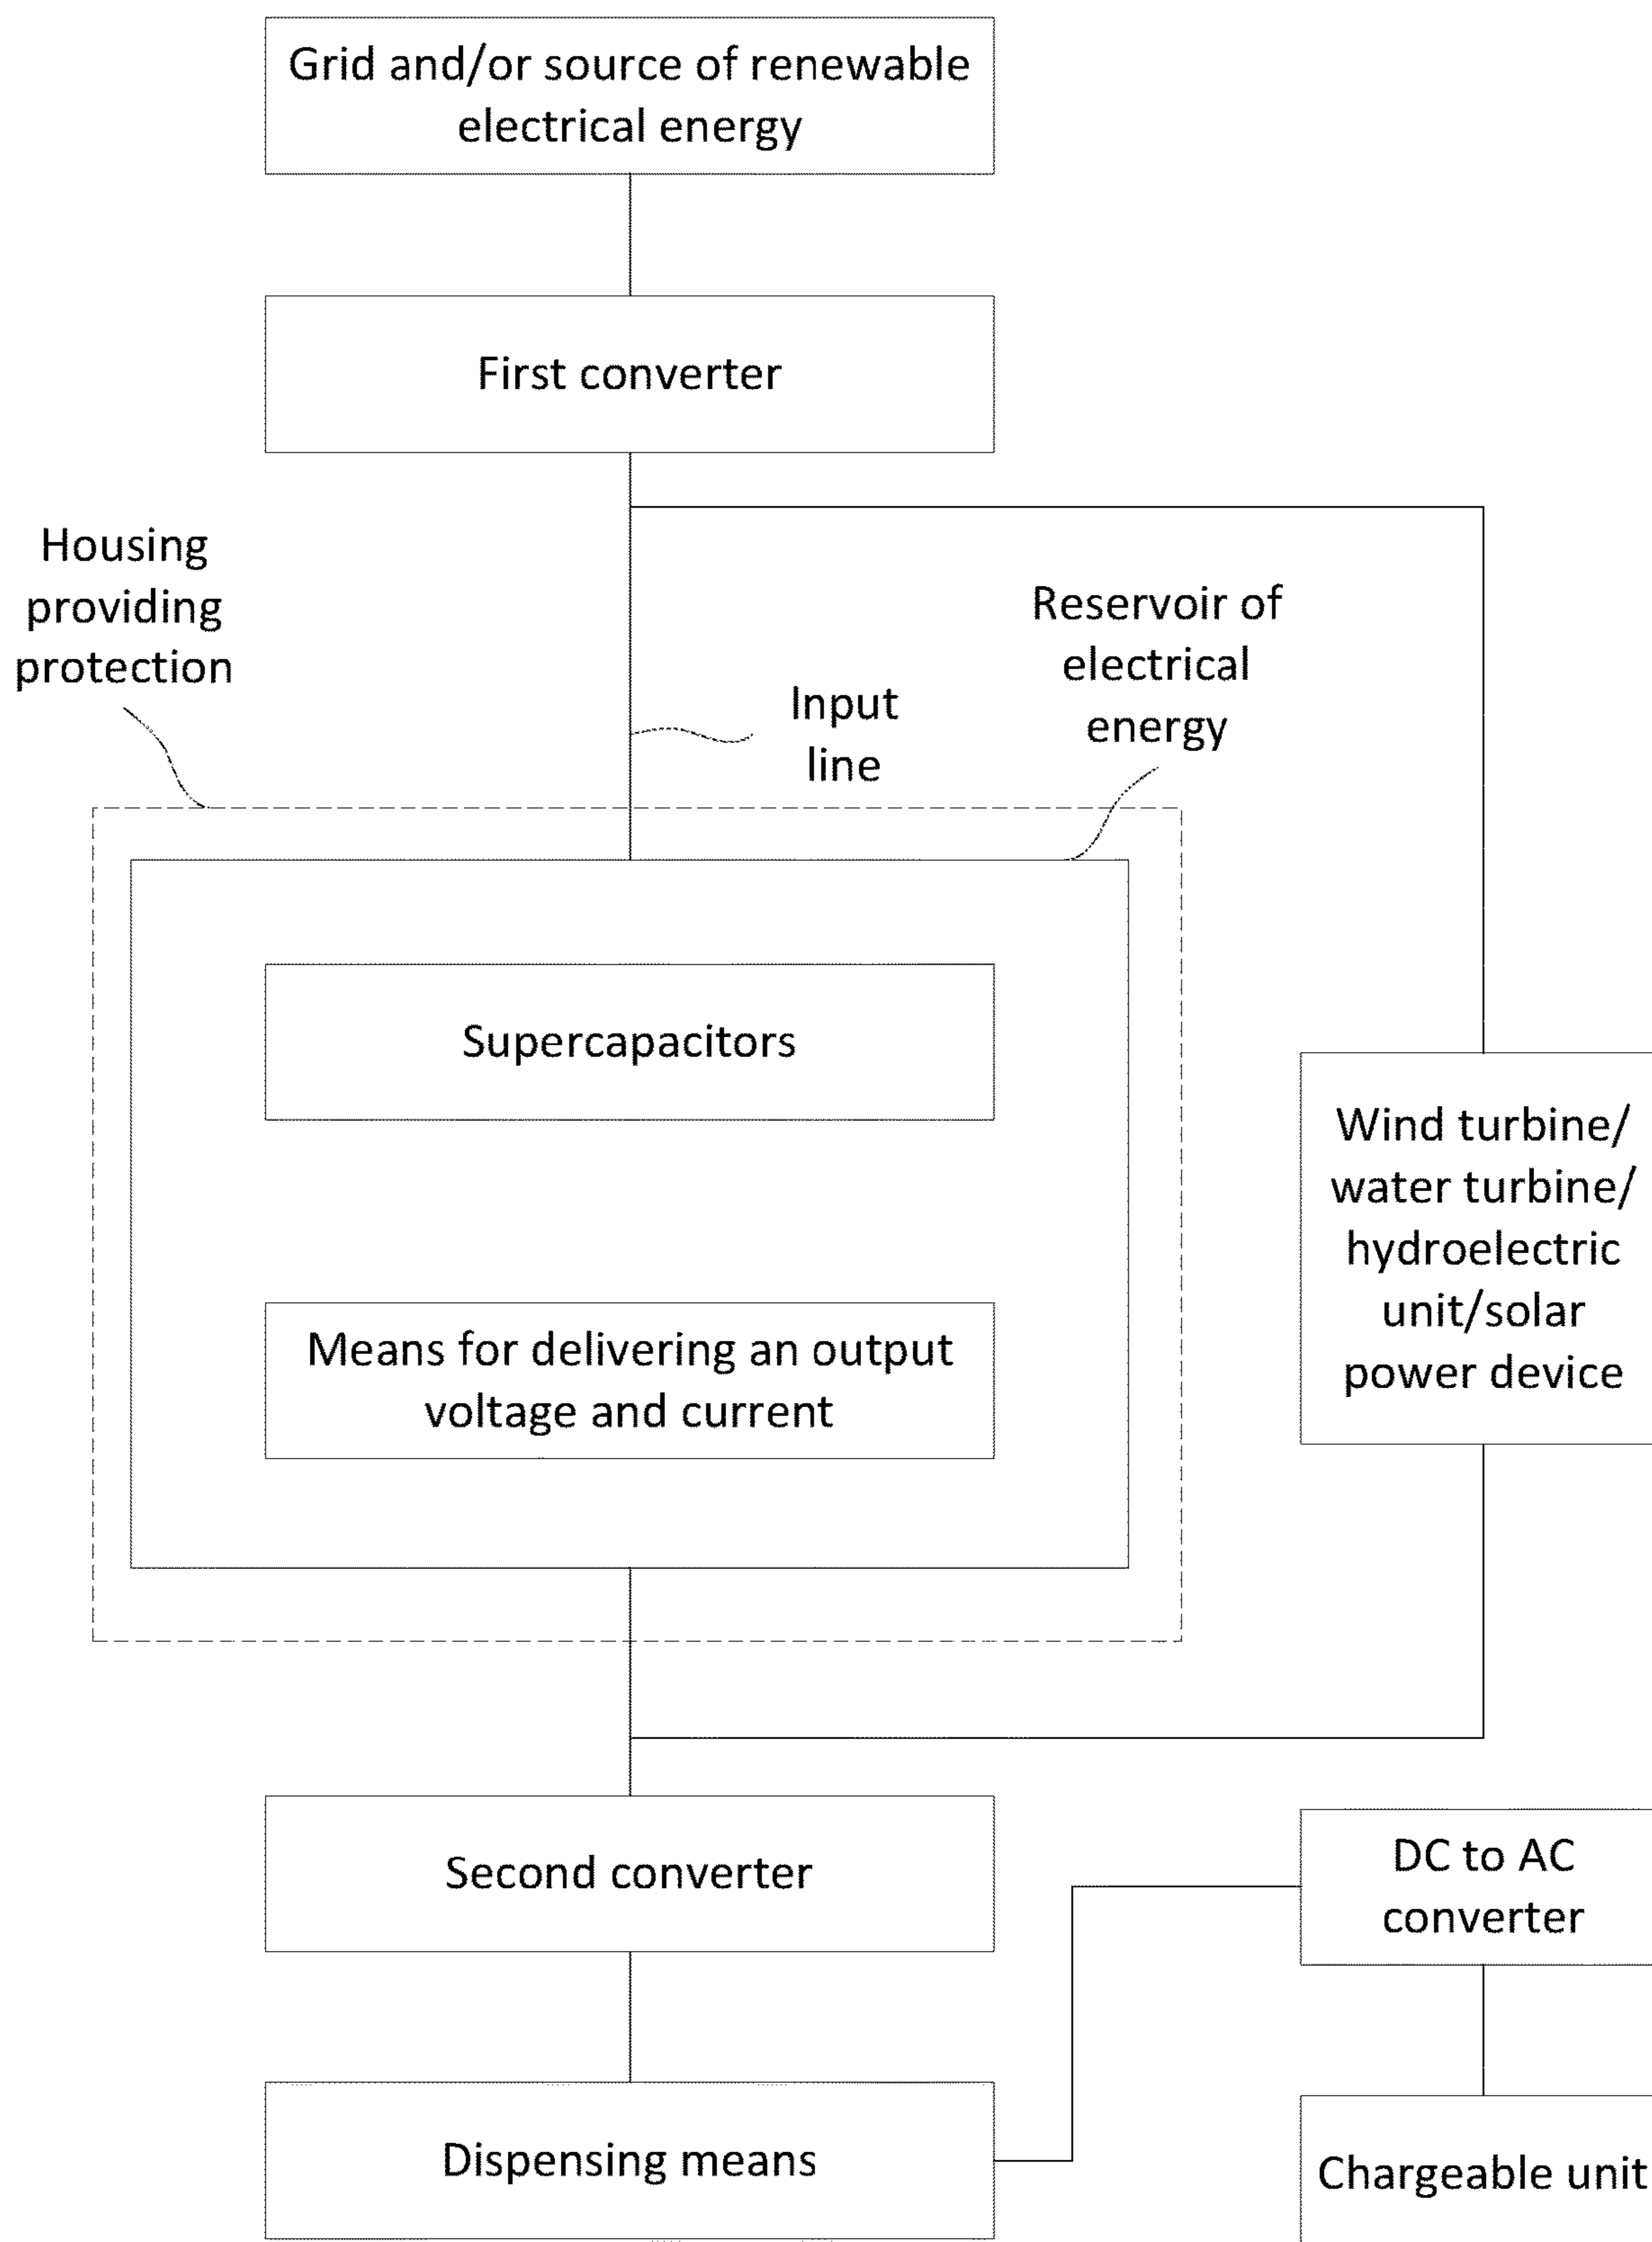 Grid and/or source of renewable
electrical energy
First converter
Housing
providing
protection
Input
line
Reservoir of
electrical
energy
Supercapacitors
Means for delivering an output
voltage and current
Wind turbine/
water turbine/
hydroelectric
unit/solar
power device
Second converter
DC to AC
converter
Dispensing means
Chargeable unit